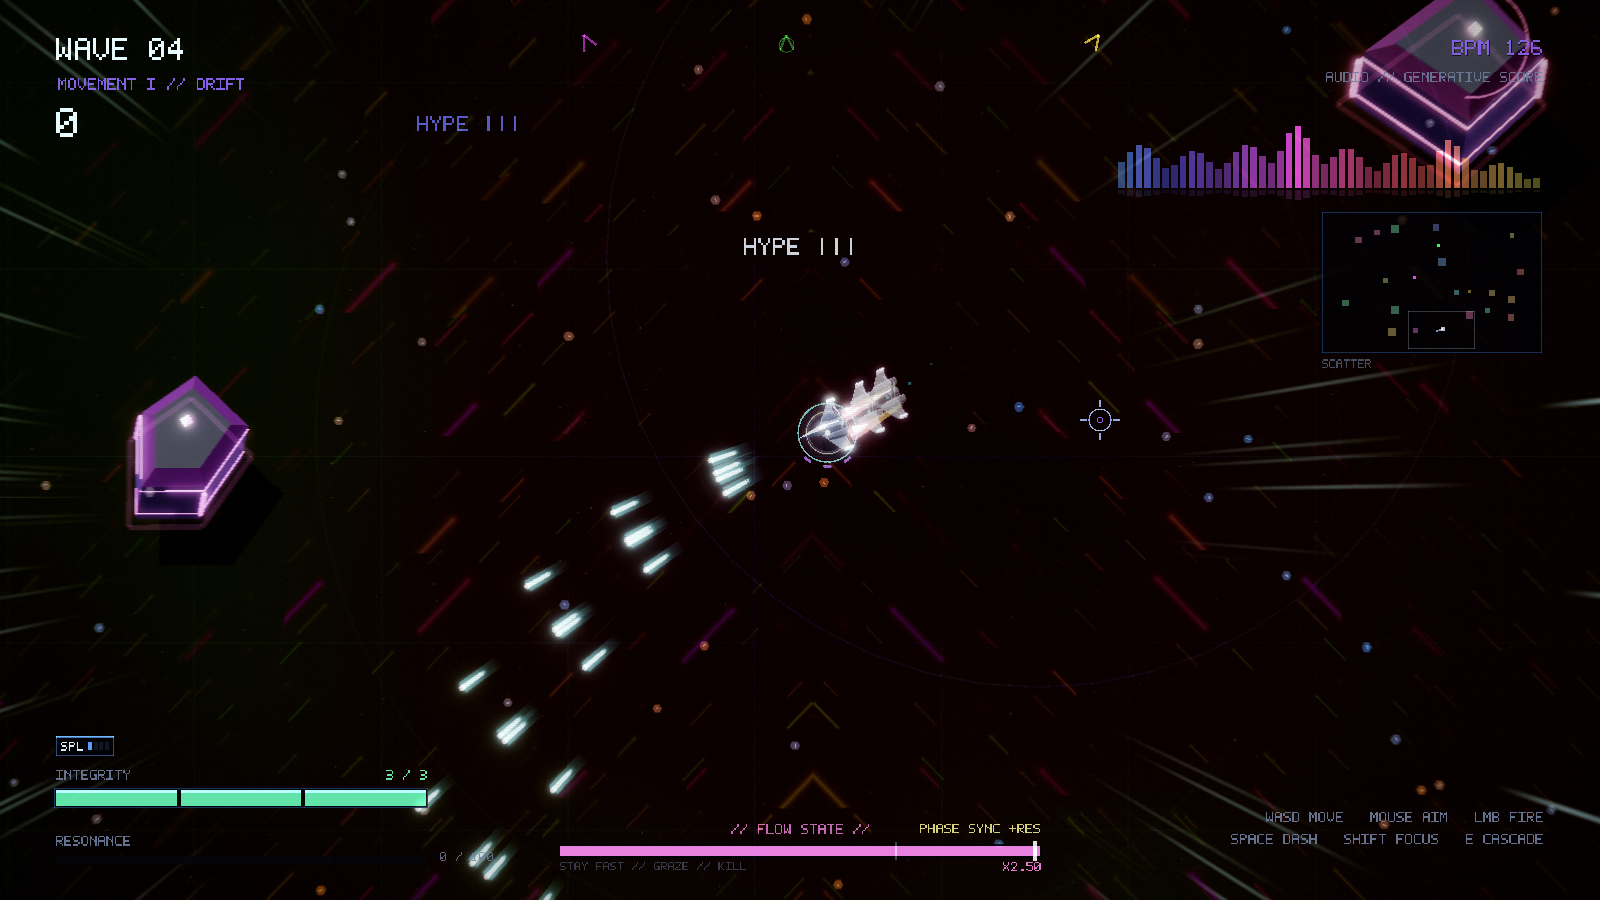 WAVE 04
MOVEMENT I // DRIFT
0
HYPE III
BPM 126
AUDIO // GENERATIVE SCORE
HYPE III
SCATTER
SPL
INTEGRITY 3 / 3
RESONANCE
0 / 100
// FLOW STATE // PHASE SYNC +RES
STAY FAST // GRAZE // KILL X2.50
WASD MOVE MOUSE AIM LMB FIRE
SPACE DASH SHIFT FOCUS E CASCADE